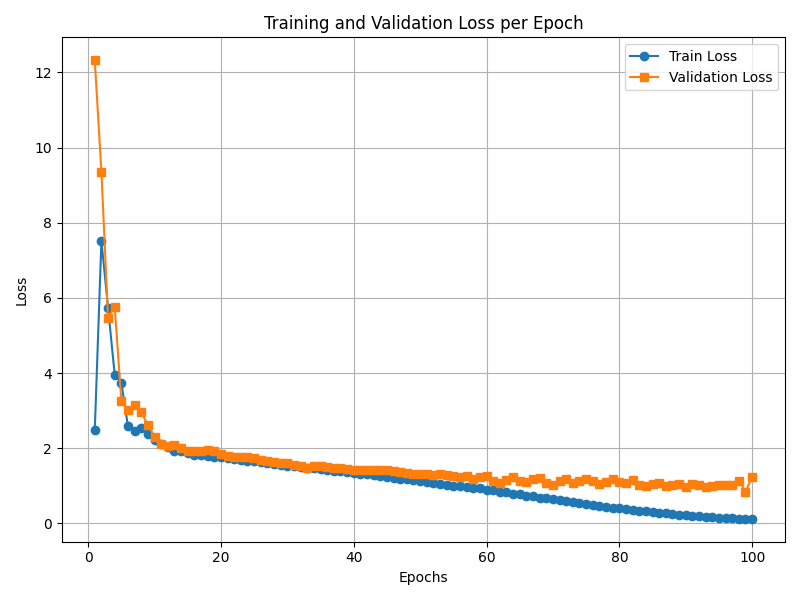 Training and Validation Loss per Epoch
Train Loss
Validation Loss
Loss
12
10
8
6
4
2
0
0 20 40 60 80 100
Epochs